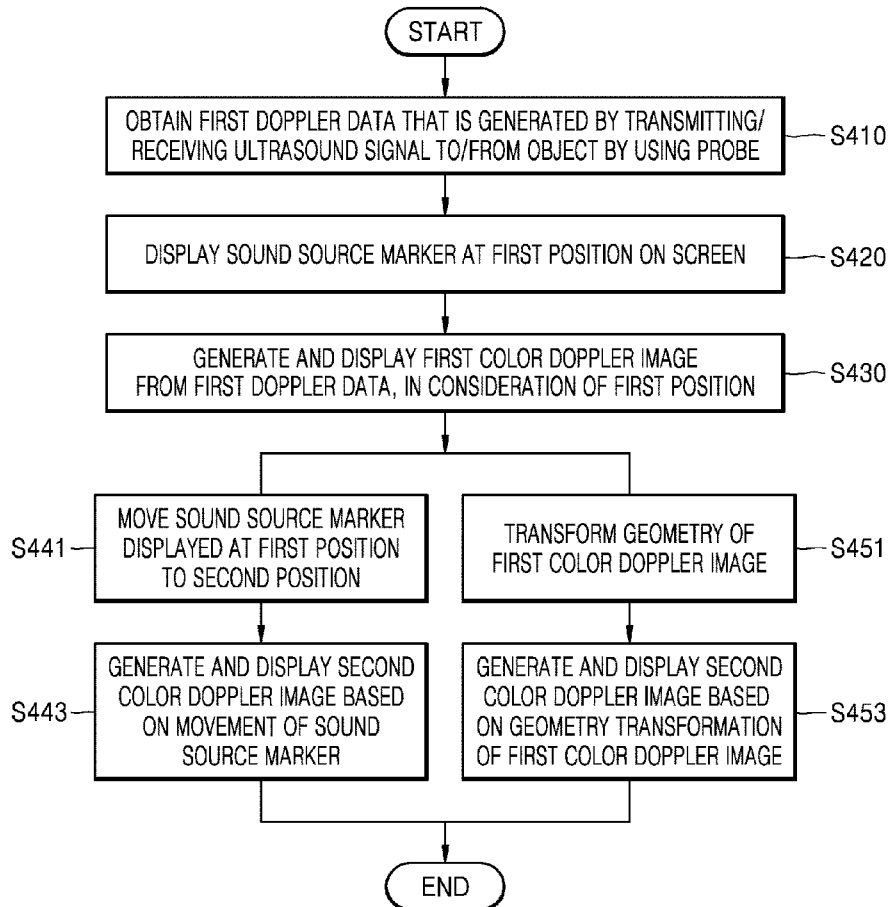 START
OBTAIN FIRST DOPPLER DATA THAT IS GENERATED BY TRANSMITTING/
RECEIVING ULTRASOUND SIGNAL TO/FROM OBJECT BY USING PROBE
S410
DISPLAY SOUND SOURCE MARKER AT FIRST POSITION ON SCREEN
S420
GENERATE AND DISPLAY FIRST COLOR DOPPLER IMAGE
FROM FIRST DOPPLER DATA, IN CONSIDERATION OF FIRST POSITION
S430
S441
MOVE SOUND SOURCE MARKER
DISPLAYED AT FIRST POSITION
TO SECOND POSITION
TRANSFORM GEOMETRY OF
FIRST COLOR DOPPLER IMAGE
S451
S443
GENERATE AND DISPLAY SECOND
COLOR DOPPLER IMAGE BASED
ON MOVEMENT OF SOUND
SOURCE MARKER
GENERATE AND DISPLAY SECOND
COLOR DOPPLER IMAGE BASED
ON GEOMETRY TRANSFORMATION
OF FIRST COLOR DOPPLER IMAGE
S453
END